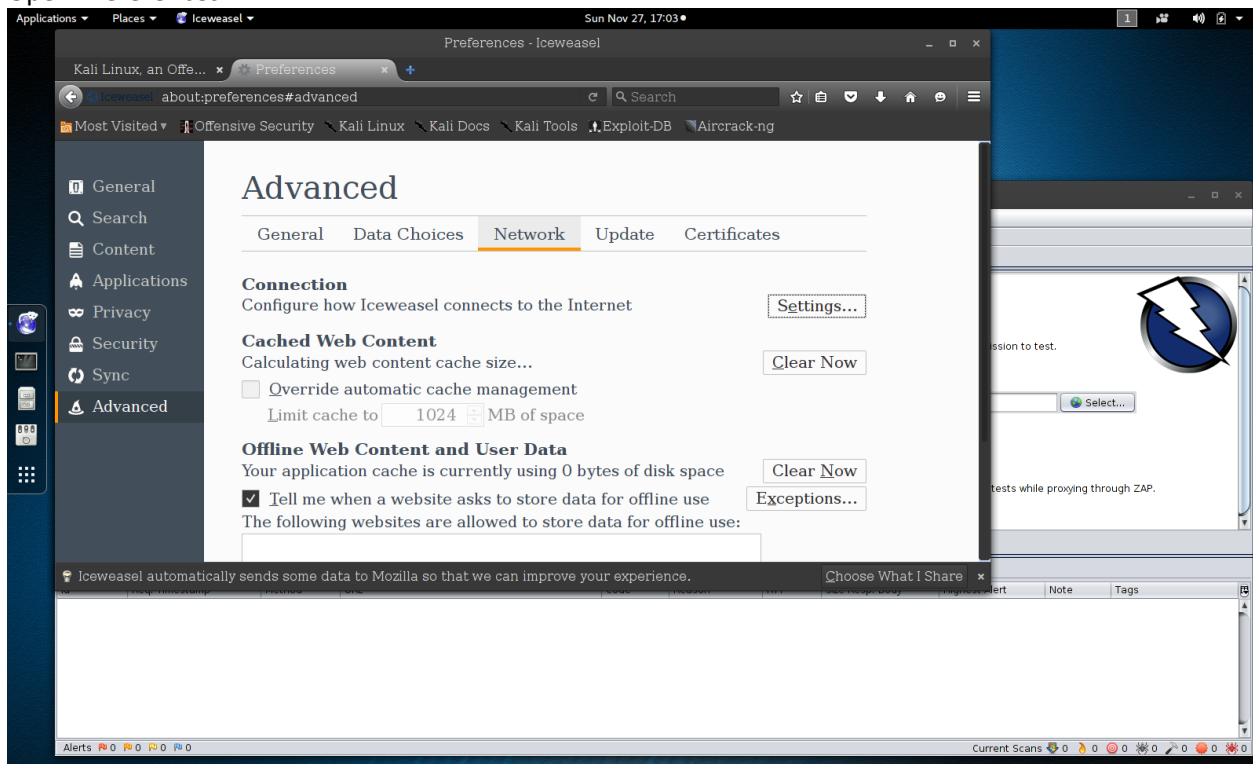 Applications Places Iceweasel Sun Nov 27, 17:03 1
Preferences - Iceweasel
Kali Linux, an Offe... Preferences
Iceweasel about:preferences#advanced Search
Most Visited Offensive Security Kali Linux Kali Docs Kali Tools Exploit-DB Aircrack-ng
General
Search
Content
Applications
Privacy
Security
Sync
Advanced
Advanced
General Data Choices Network Update Certificates
Connection
Configure how Iceweasel connects to the Internet Settings...
Cached Web Content
Calculating web content cache size... Clear Now
Override automatic cache management
Limit cache to 1024 MB of space
Offline Web Content and User Data
Your application cache is currently using 0 bytes of disk space Clear Now
Tell me when a website asks to store data for offline use Exceptions...
The following websites are allowed to store data for offline use:
Iceweasel automatically sends some data to Mozilla so that we can improve your experience. Choose What I Share
ission to test.
Select...
tests while proxying through ZAP.
Note Tags
Alerts 0 0 0 0 Current Scans 0 0 0 0 0 0 0